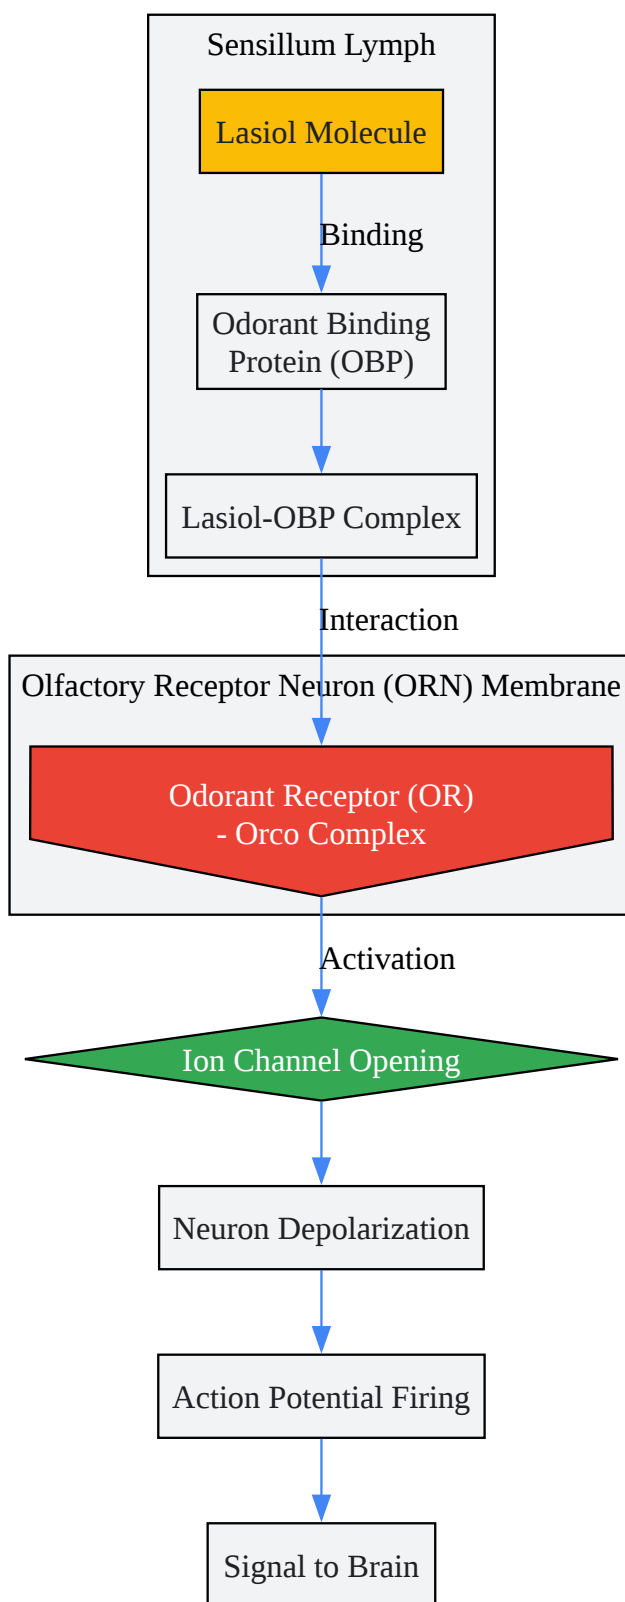 Sensillum Lymph
Lasiol Molecule
Binding
Odorant Binding
Protein (OBP)
Lasiol-OBP Complex
Interaction
Olfactory Receptor Neuron (ORN) Membrane
Odorant Receptor (OR)
- Orco Complex
Activation
Ion Channel Opening
Neuron Depolarization
Action Potential Firing
Signal to Brain